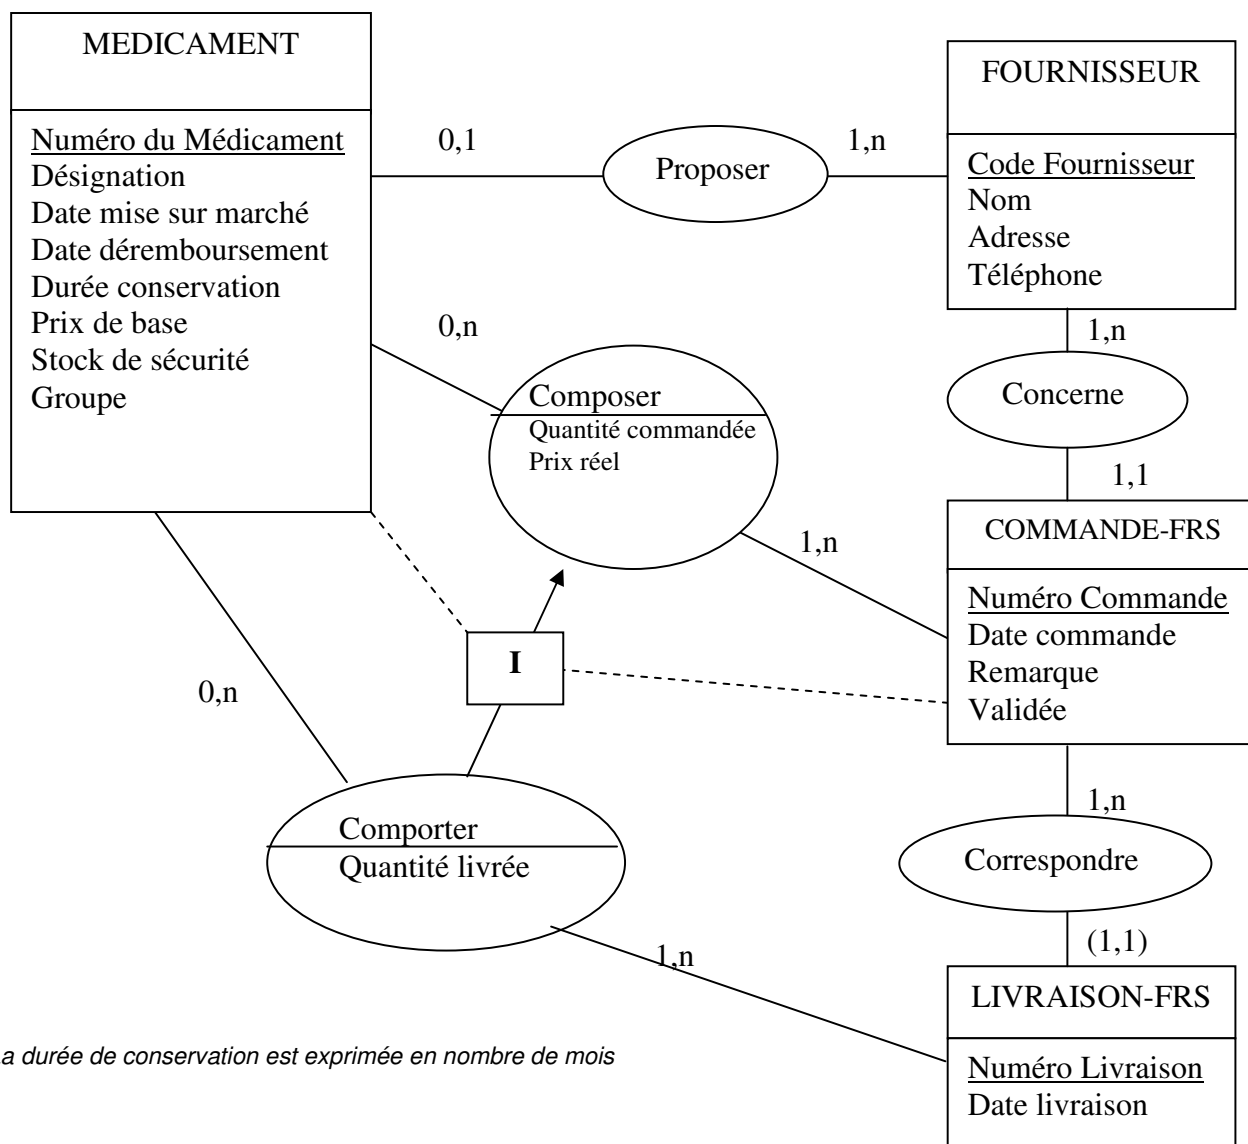 MEDICAMENT
Numéro du Médicament
Désignation
Date mise sur marché
Date déremboursement
Durée conservation
Prix de base
Stock de sécurité
Groupe
0,1
Proposer
1,n
FOURNISSEUR
Code Fournisseur
Nom
Adresse
Téléphone
0,n
Composer
Quantité commandée
Prix réel
1,n
Concerne
1,1
1,n
COMMANDE-FRS
Numéro Commande
Date commande
Remarque
Validée
I
0,n
Comporter
Quantité livrée
1,n
1,n
Correspondre
(1,1)
LIVRAISON-FRS
Numéro Livraison
Date livraison
a durée de conservation est exprimée en nombre de mois